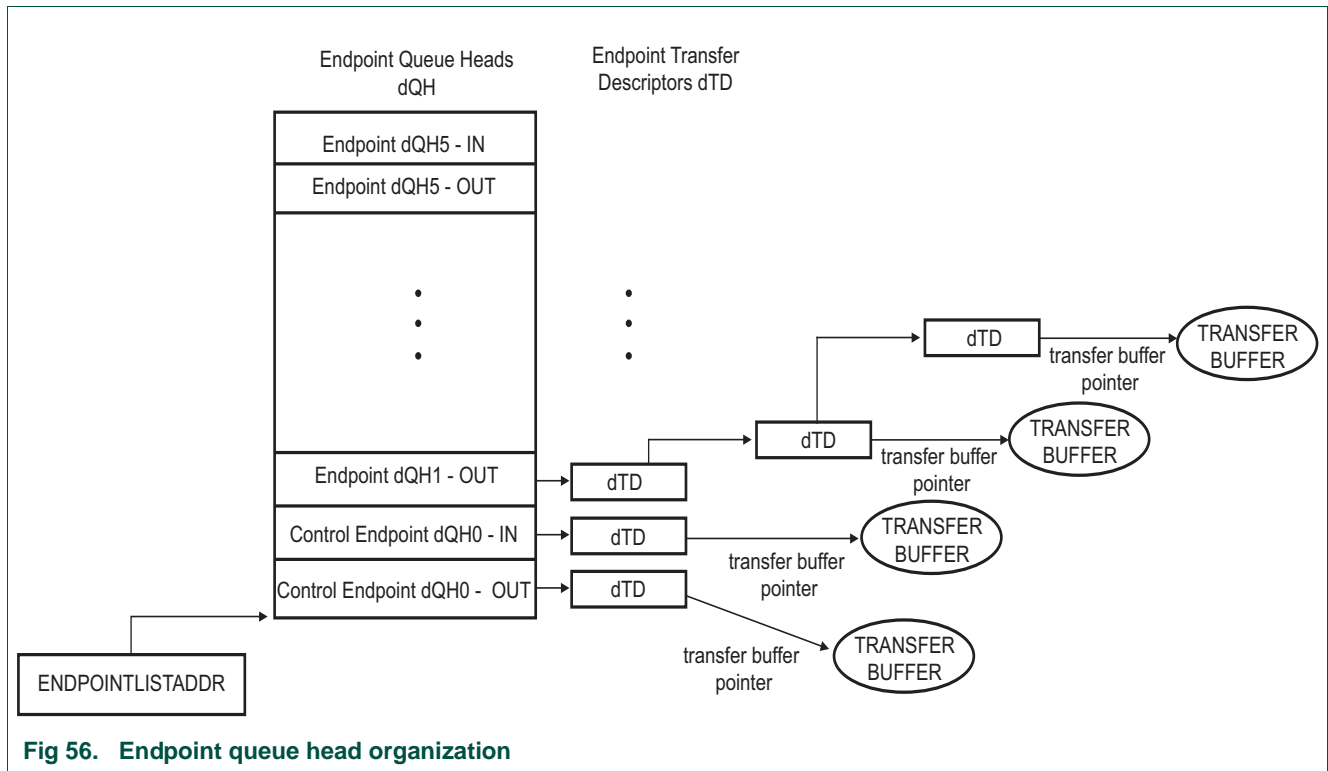 Endpoint Queue Heads
dQH
Endpoint Transfer
Descriptors dTD
Endpoint dQH5 - IN
Endpoint dQH5 - OUT
dTD
transfer buffer
pointer
TRANSFER
BUFFER
dTD
transfer buffer
pointer
TRANSFER
BUFFER
Endpoint dQH1 - OUT
dTD
Control Endpoint dQH0 - IN
dTD
transfer buffer
pointer
TRANSFER
BUFFER
Control Endpoint dQH0 - OUT
dTD
transfer buffer
pointer
TRANSFER
BUFFER
ENDPOINTLISTADDR
Fig 56. Endpoint queue head organization